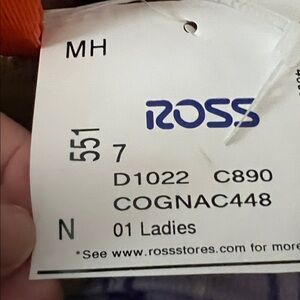 MH
ROSS
551
7
D1022 C890
COGNAC448
N 01 Ladies
*See www.rossstores.com for more